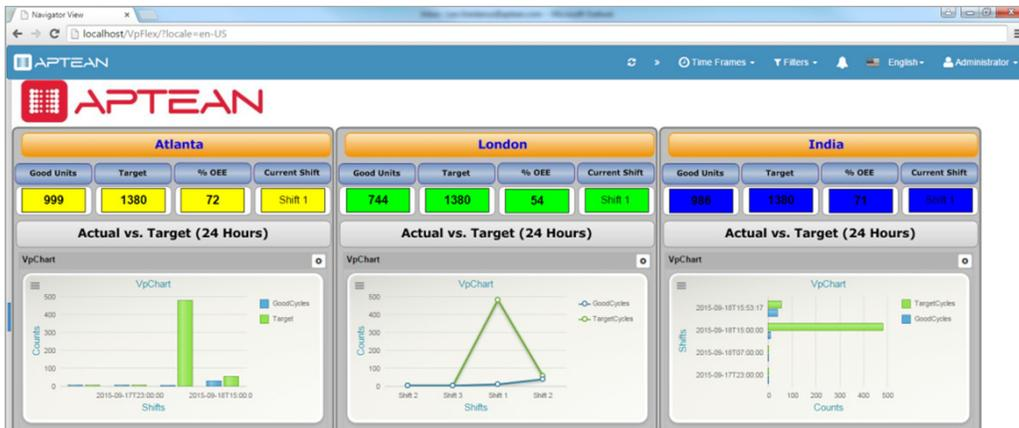 Navigator View
localhost/VpFlex/?locale=en-US
APTEAN
Time Frames
Filters
English
Administrator
APTEAN
Atlanta
London
India
Good Units Target % OEE Current Shift
Good Units Target % OEE Current Shift
Good Units Target % OEE Current Shift
999 1380 72 Shift 1
744 1380 54 Shift 1
986 1380 71 Shift 1
Actual vs. Target (24 Hours)
Actual vs. Target (24 Hours)
Actual vs. Target (24 Hours)
VpChart
VpChart
VpChart
VpChart
Counts
500
400
300
200
100
0
2015-09-17T23:00:00 2015-09-18T15:00:0
Shifts
GoodCycles
Target
VpChart
Counts
500
400
300
200
100
0
Shift 2 Shift 3 Shift 1 Shift 2
Shifts
GoodCycles
TargetCycles
VpChart
Shifts
2015-09-18T15:53:17
2015-09-18T15:00:00
2015-09-18T07:00:00
2015-09-17T23:00:00
0 100 200 300 400 500
Counts
TargetCycles
GoodCycles